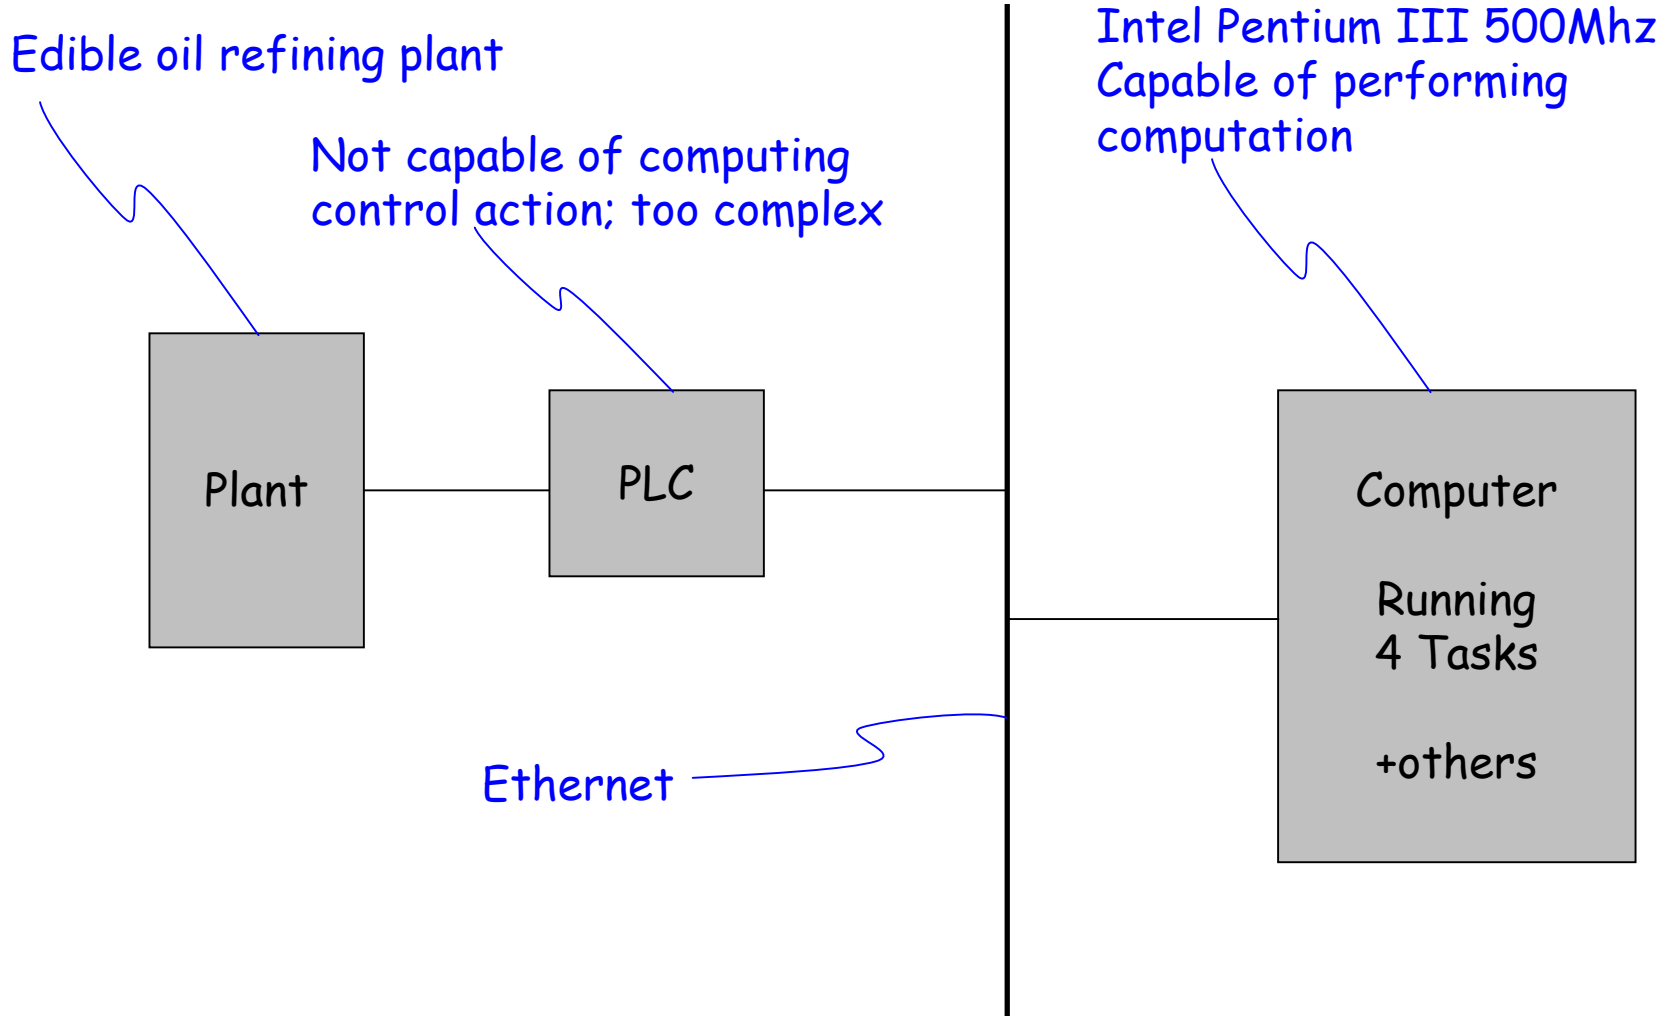 Edible oil refining plant
Not capable of computing
control action; too complex
Intel Pentium III 500Mhz
Capable of performing
computation
Plant
PLC
Computer
Running
4 Tasks
+others
Ethernet